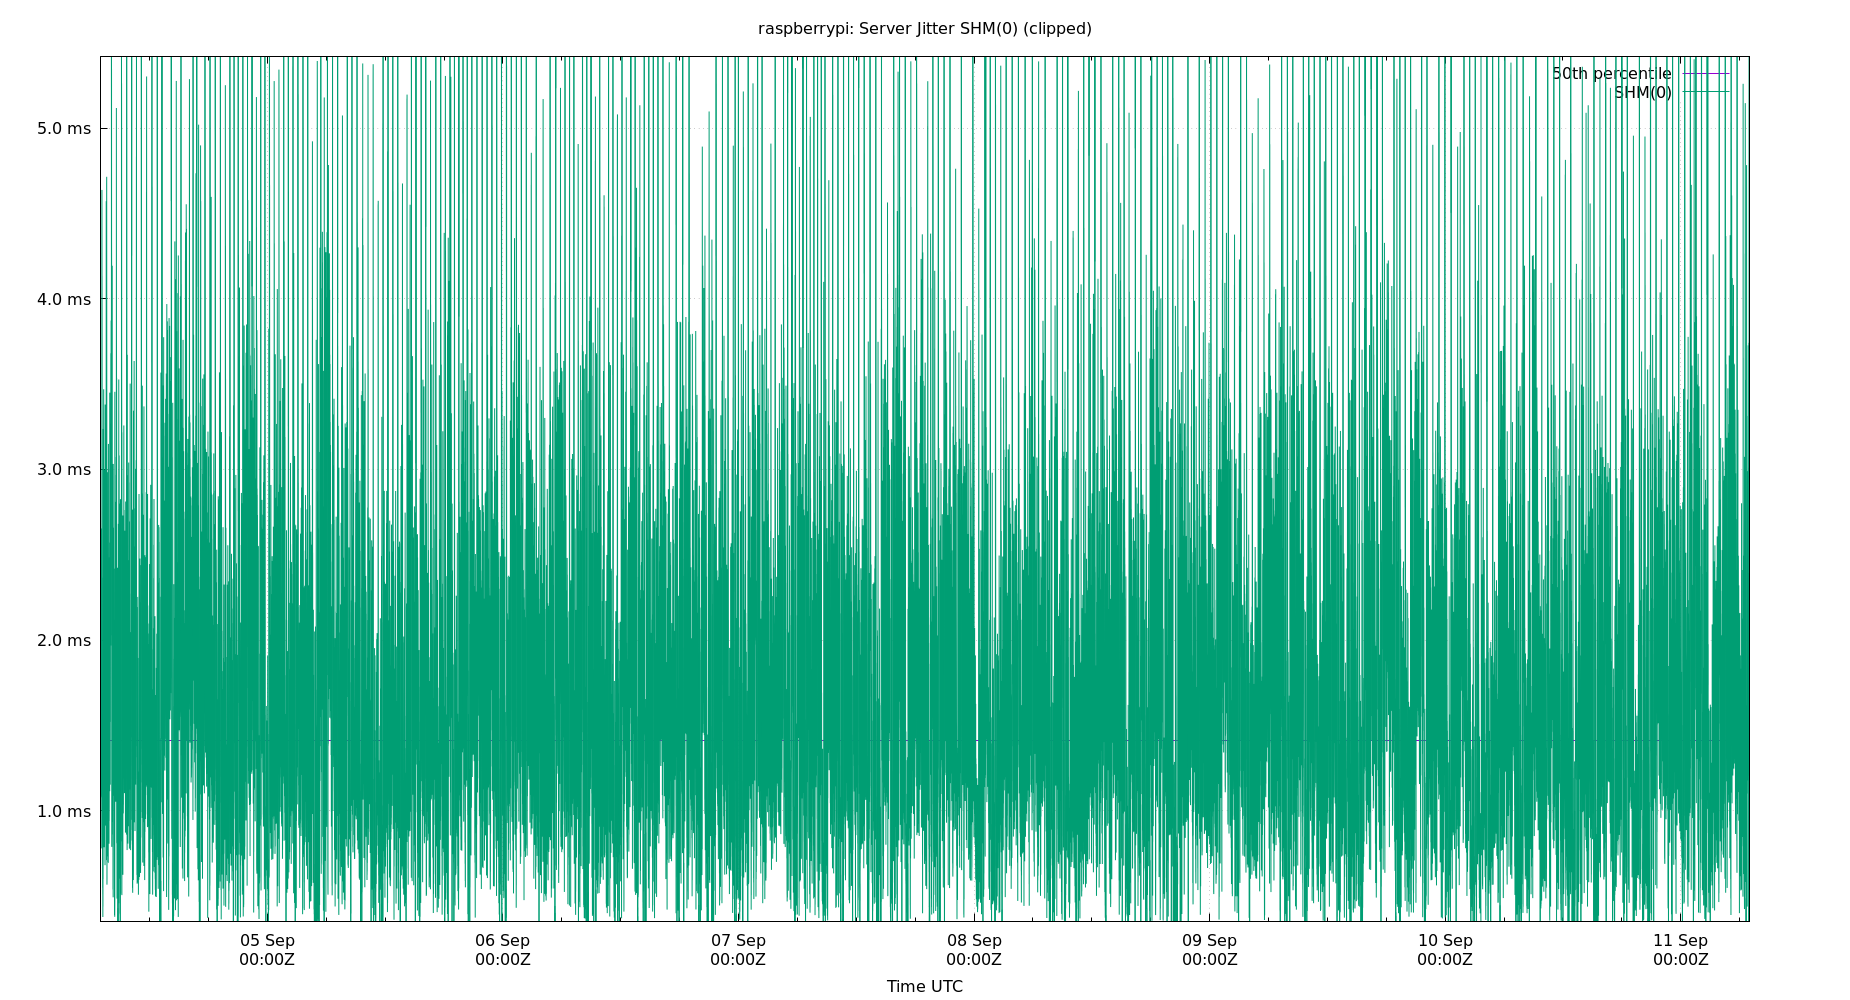 raspberrypi: Server Jitter SHM(0) (clipped)
50th percentile
SHM(0)
5.0 ms
4.0 ms
3.0 ms
2.0 ms
1.0 ms
05 Sep 06 Sep 07 Sep 08 Sep 09 Sep 10 Sep 11 Sep
00:00Z 00:00Z 00:00Z 00:00Z 00:00Z 00:00Z 00:00Z
Time UTC